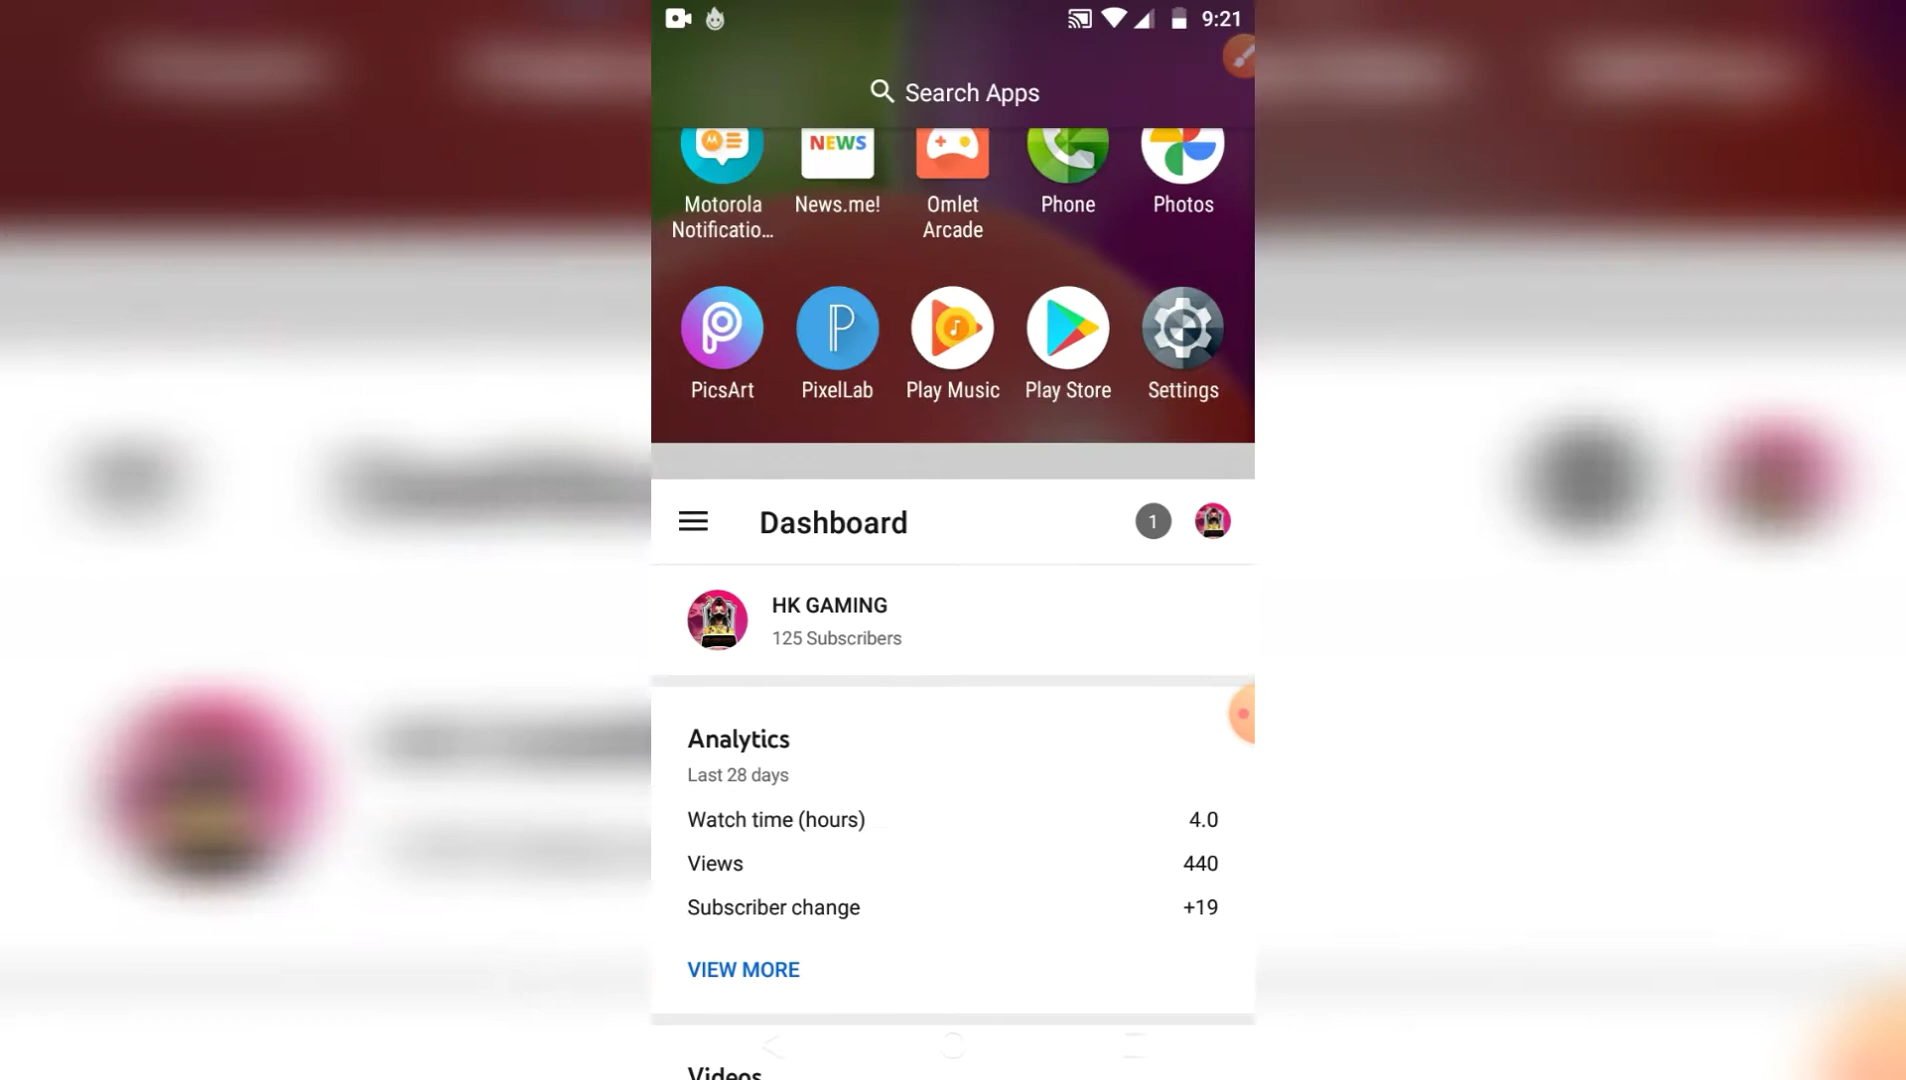 9:21
Search Apps
NEWS
Motorola
Notificatio...
News.me!
Omlet
Arcade
Phone
Photos
PicsArt
PixelLab
Play Music
Play Store
Settings
Dashboard
1
HK GAMING
125 Subscribers
Analytics
Last 28 days
Watch time (hours) 4.0
Views 440
Subscriber change +19
VIEW MORE
Videos